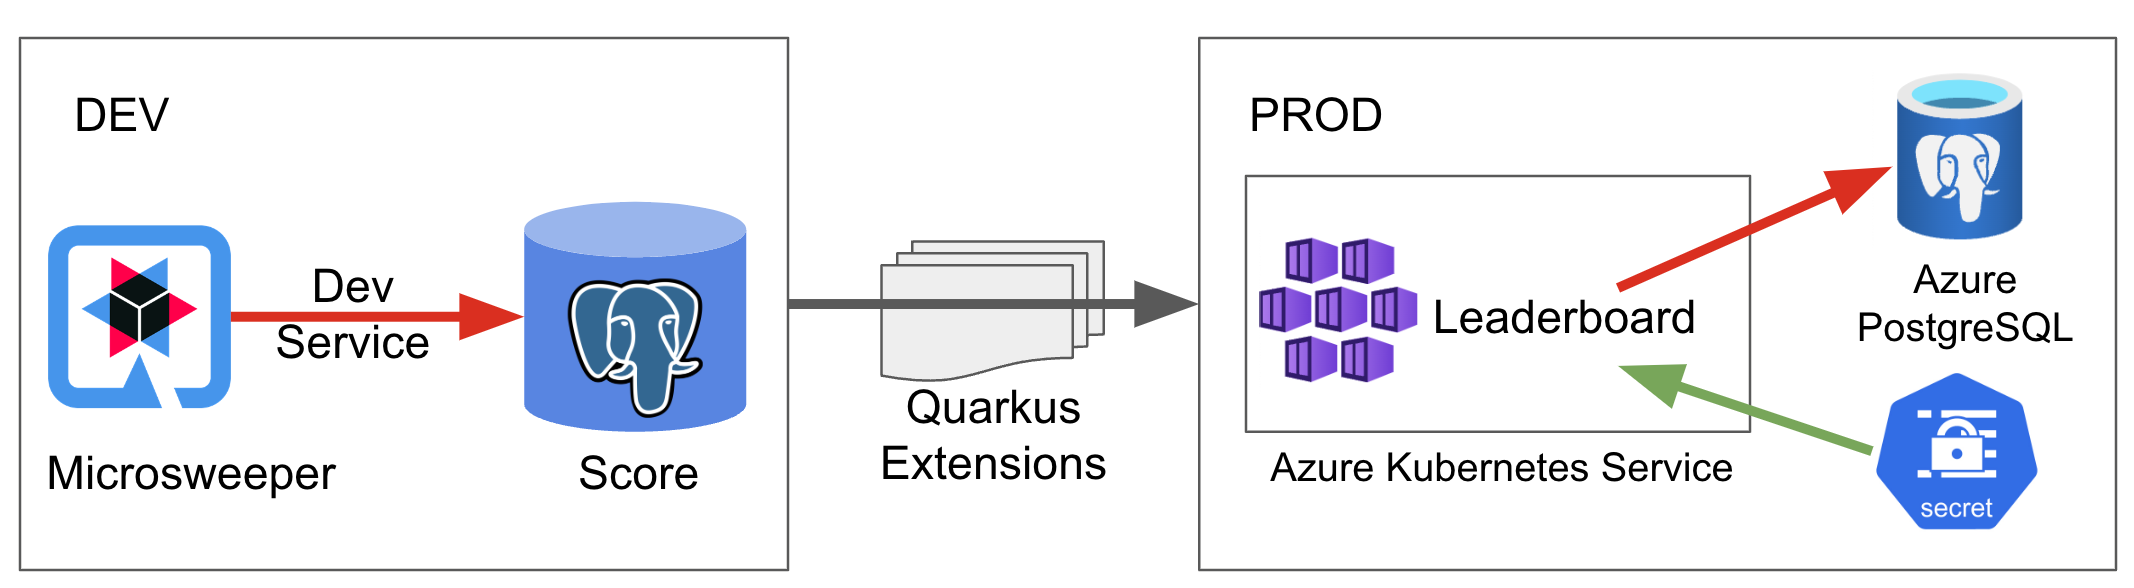 DEV
Dev
Service
Microsweeper
Score
Quarkus
Extensions
PROD
Leaderboard
Azure Kubernetes Service
Azure
PostgreSQL
secret